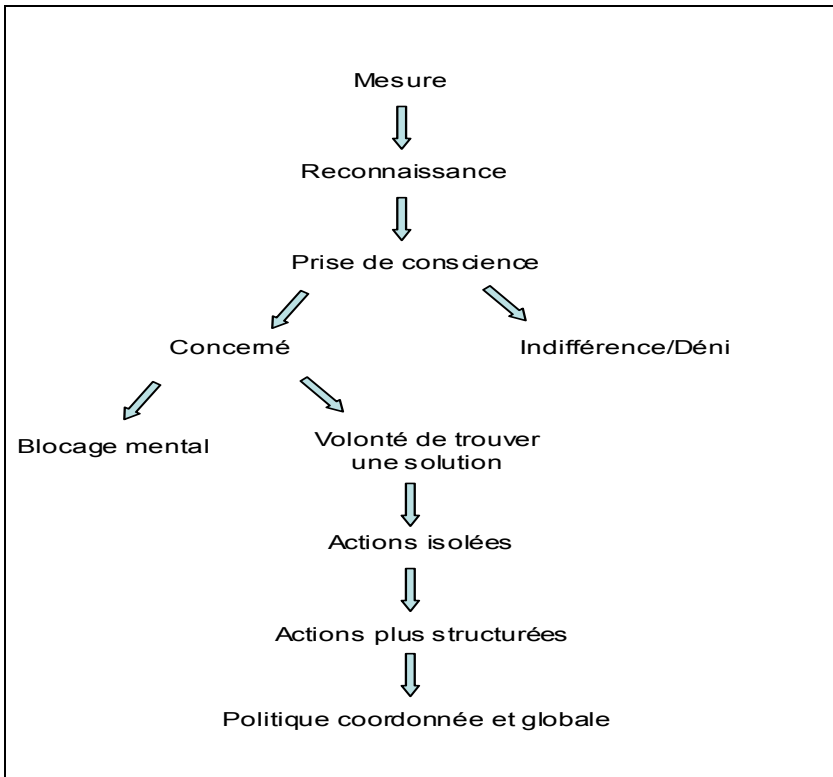 Mesure
Reconnaissance
Prise de conscience
Concerné
Indifférence/Déni
Blocage mental
Volonté de trouver
une solution
Actions isolées
Actions plus structurées
Politique coordonnée et globale